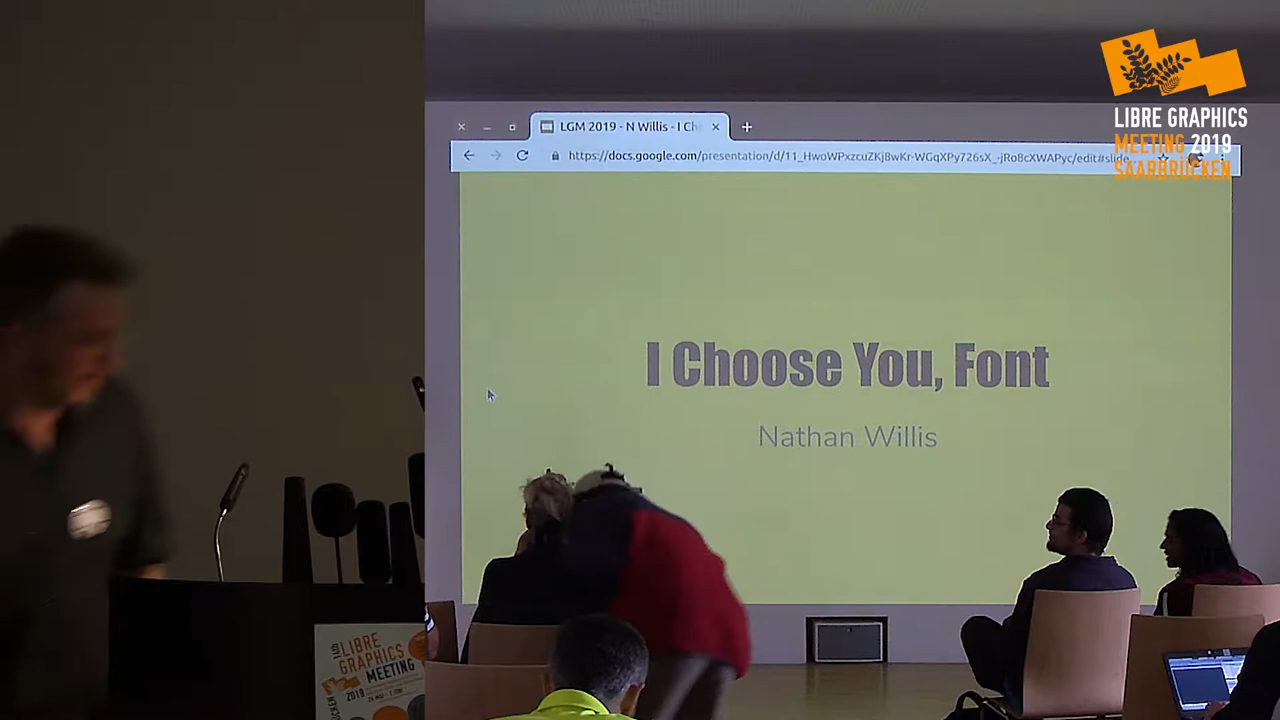 LIBRE GRAPHICS
MEETING 2019
SAARBRÜCKEN
LGM 2019 - N Willis - I Ch
https://docs.google.com/presentation/d/11_HwoWPxzcuZKj8wKr-WGqXPy726sX_-jRo8cXWAPyc/edit#slide
I Choose You, Font
Nathan Willis
LIBRE
GRAPHICS
MEETING
2019